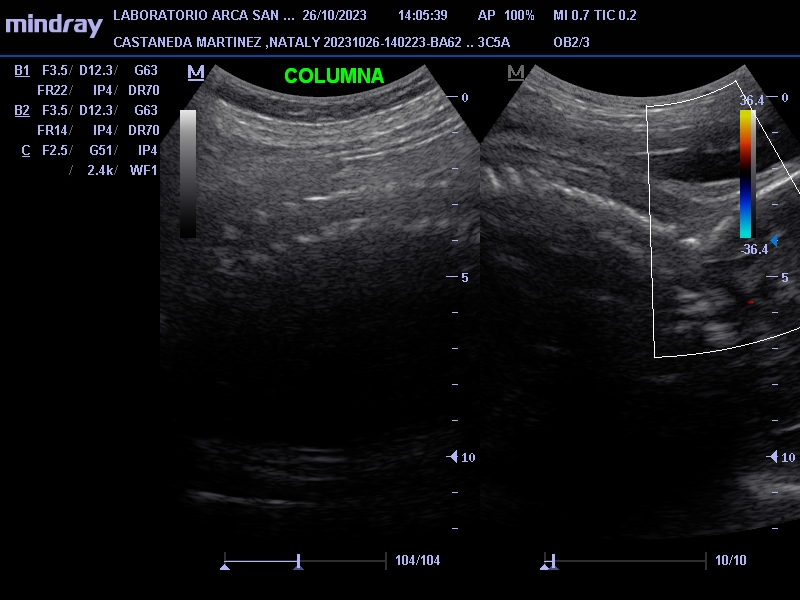 mindray
LABORATORIO ARCA SAN ... 26/10/2023 14:05:39 AP 100% MI 0.7 TIC 0.2
CASTANEDA MARTINEZ ,NATALY 20231026-140223-BA62 .. 3C5A OB2/3
B1 F3.5/ D12.3/ G63
FR22/ IP4/ DR70
B2 F3.5/ D12.3/ G63
FR14/ IP4/ DR70
C F2.5/ G51/ IP4
/ 2.4k/ WF1
M
COLUMNA
0
5
10
104/104
M
36.4
-36.4
0
5
10
10/10